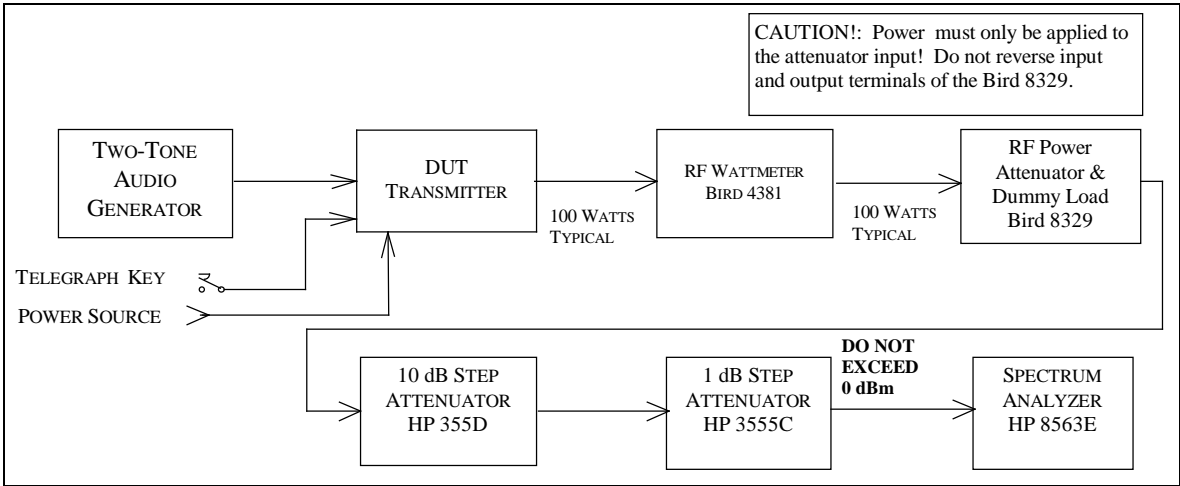 CAUTION!: Power must only be applied to
the attenuator input! Do not reverse input
and output terminals of the Bird 8329.
TWO-TONE
AUDIO
GENERATOR
DUT
TRANSMITTER
100 WATTS
TYPICAL
RF WATTMETER
BIRD 4381
100 WATTS
TYPICAL
RF Power
Attenuator &
Dummy Load
Bird 8329
TELEGRAPH KEY
POWER SOURCE
10 dB STEP
ATTENUATOR
HP 355D
1 dB STEP
ATTENUATOR
HP 3555C
DO NOT
EXCEED
0 dBm
SPECTRUM
ANALYZER
HP 8563E